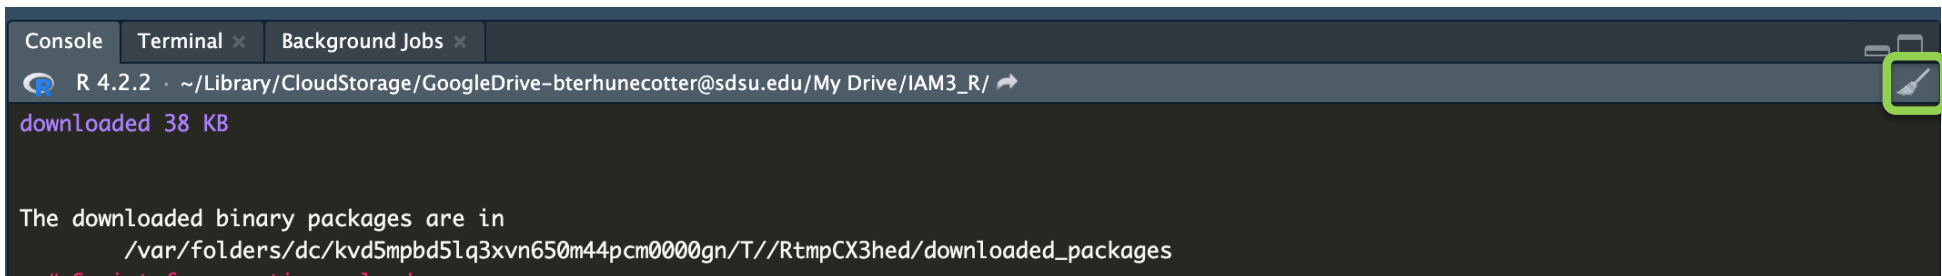 Console Terminal × Background Jobs ×
R R 4.2.2 · ~/Library/CloudStorage/GoogleDrive-bterhunecotter@sdsu.edu/My Drive/IAM3_R/
downloaded 38 KB
The downloaded binary packages are in
/var/folders/dc/kvd5mpbd5lq3xvn650m44pcm0000gn/T//RtmpCX3hed/downloaded_packages